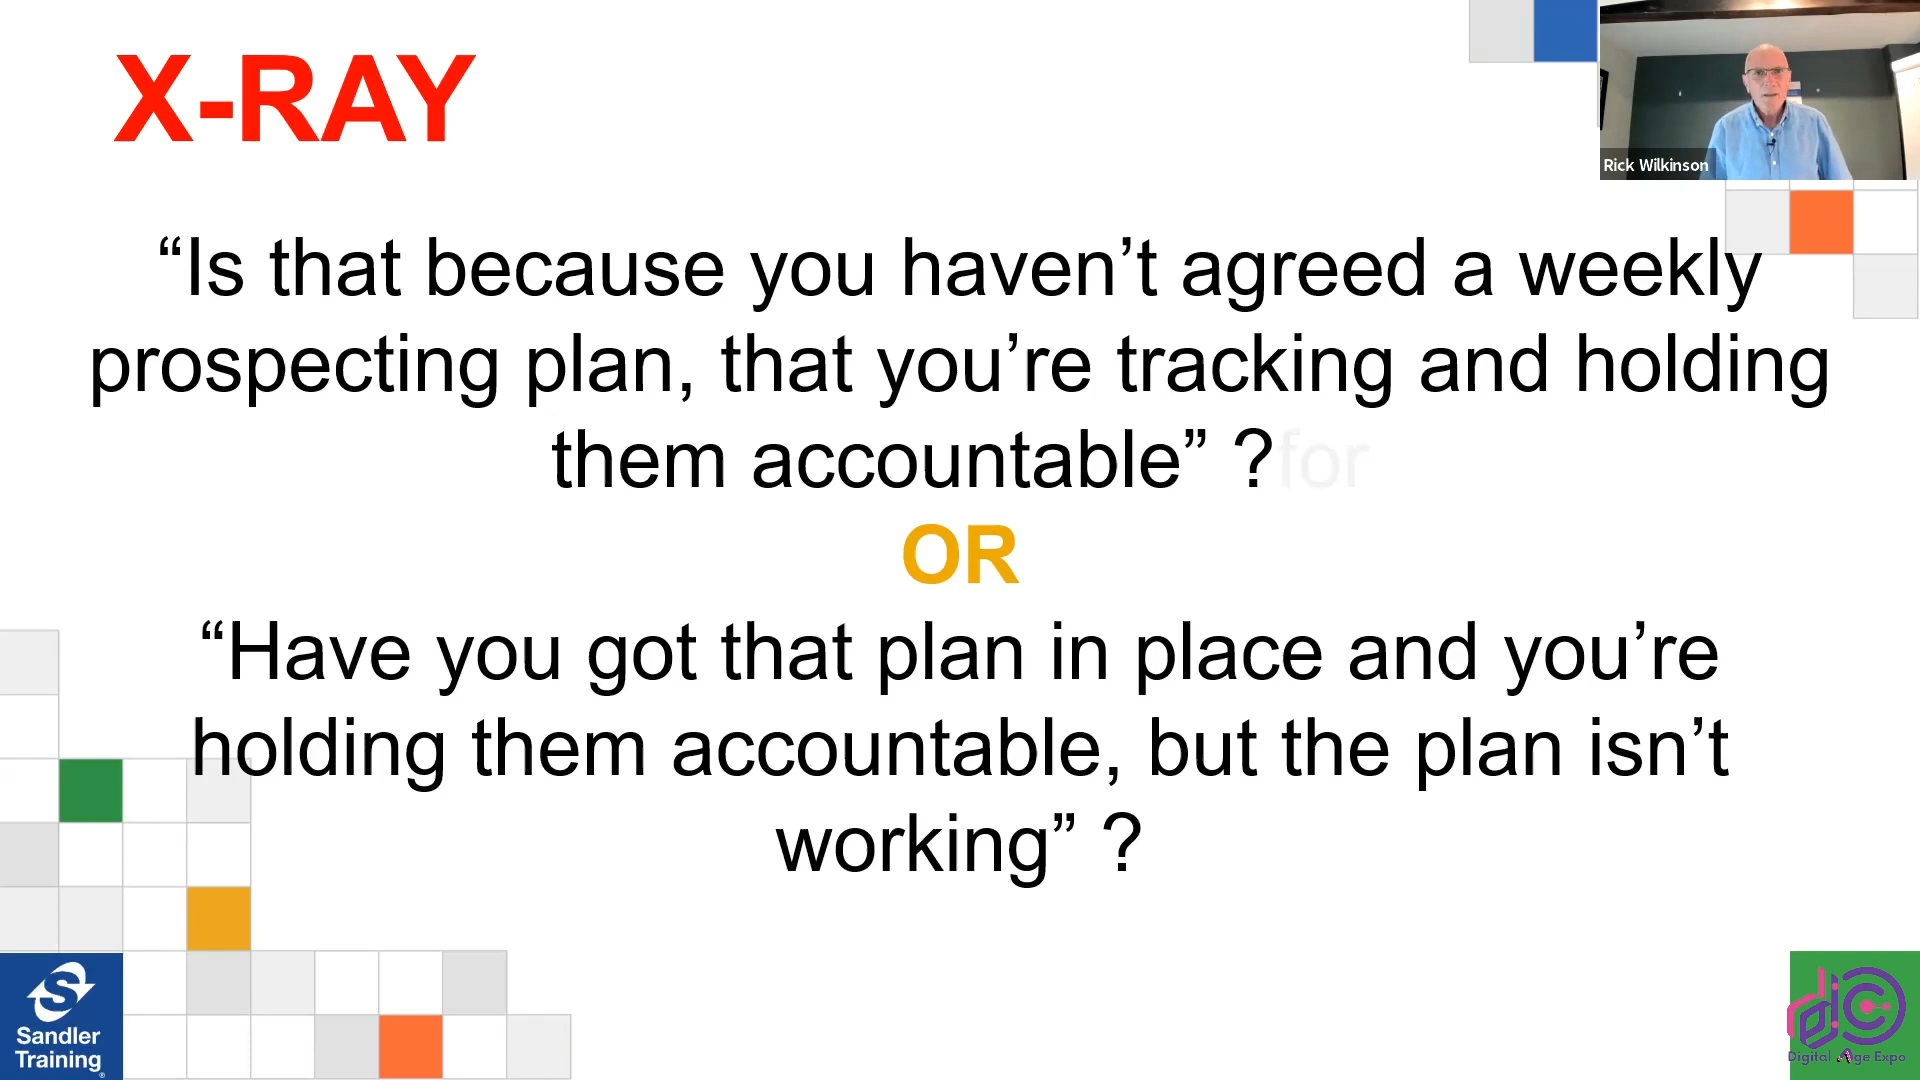 X-RAY
Rick Wilkinson
“Is that because you haven’t agreed a weekly
prospecting plan, that you’re tracking and holding
them accountable” ?for
OR
“Have you got that plan in place and you’re
holding them accountable, but the plan isn’t
working” ?
Sandler
Training®
Digital Age Expo